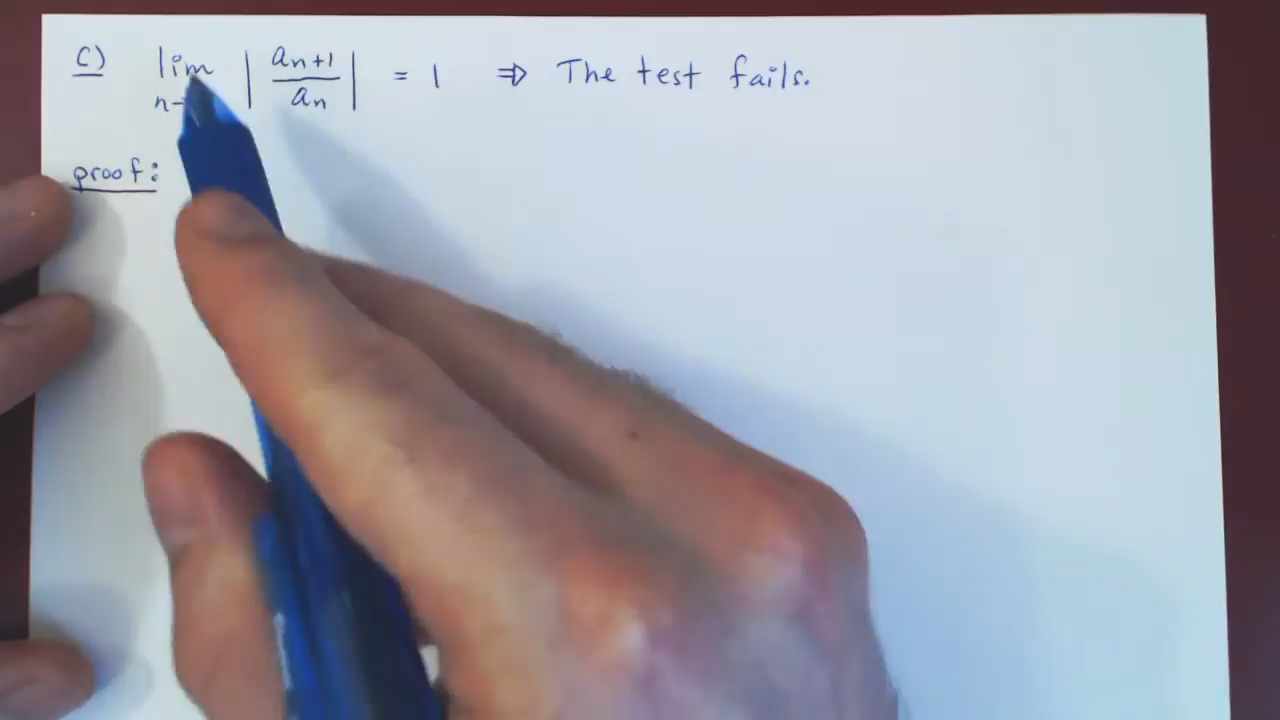 C) lim | an+1 / an | = 1 ⇒ The test fails.
n→
proof: